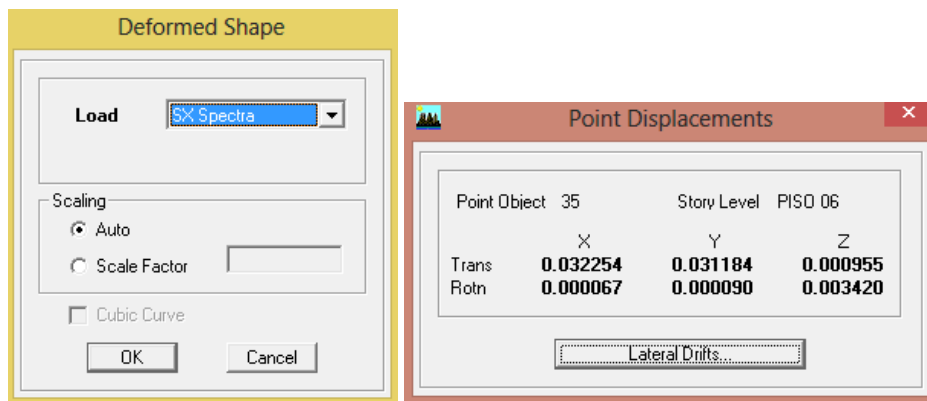 Deformed Shape
Load SX Spectra
Scaling
Auto
Scale Factor
Cubic Curve
OK Cancel
Point Displacements
Point Object 35 Story Level PISO 06
X Y Z
Trans 0.032254 0.031184 0.000955
Rotn 0.000067 0.000090 0.003420
Lateral Drifts...